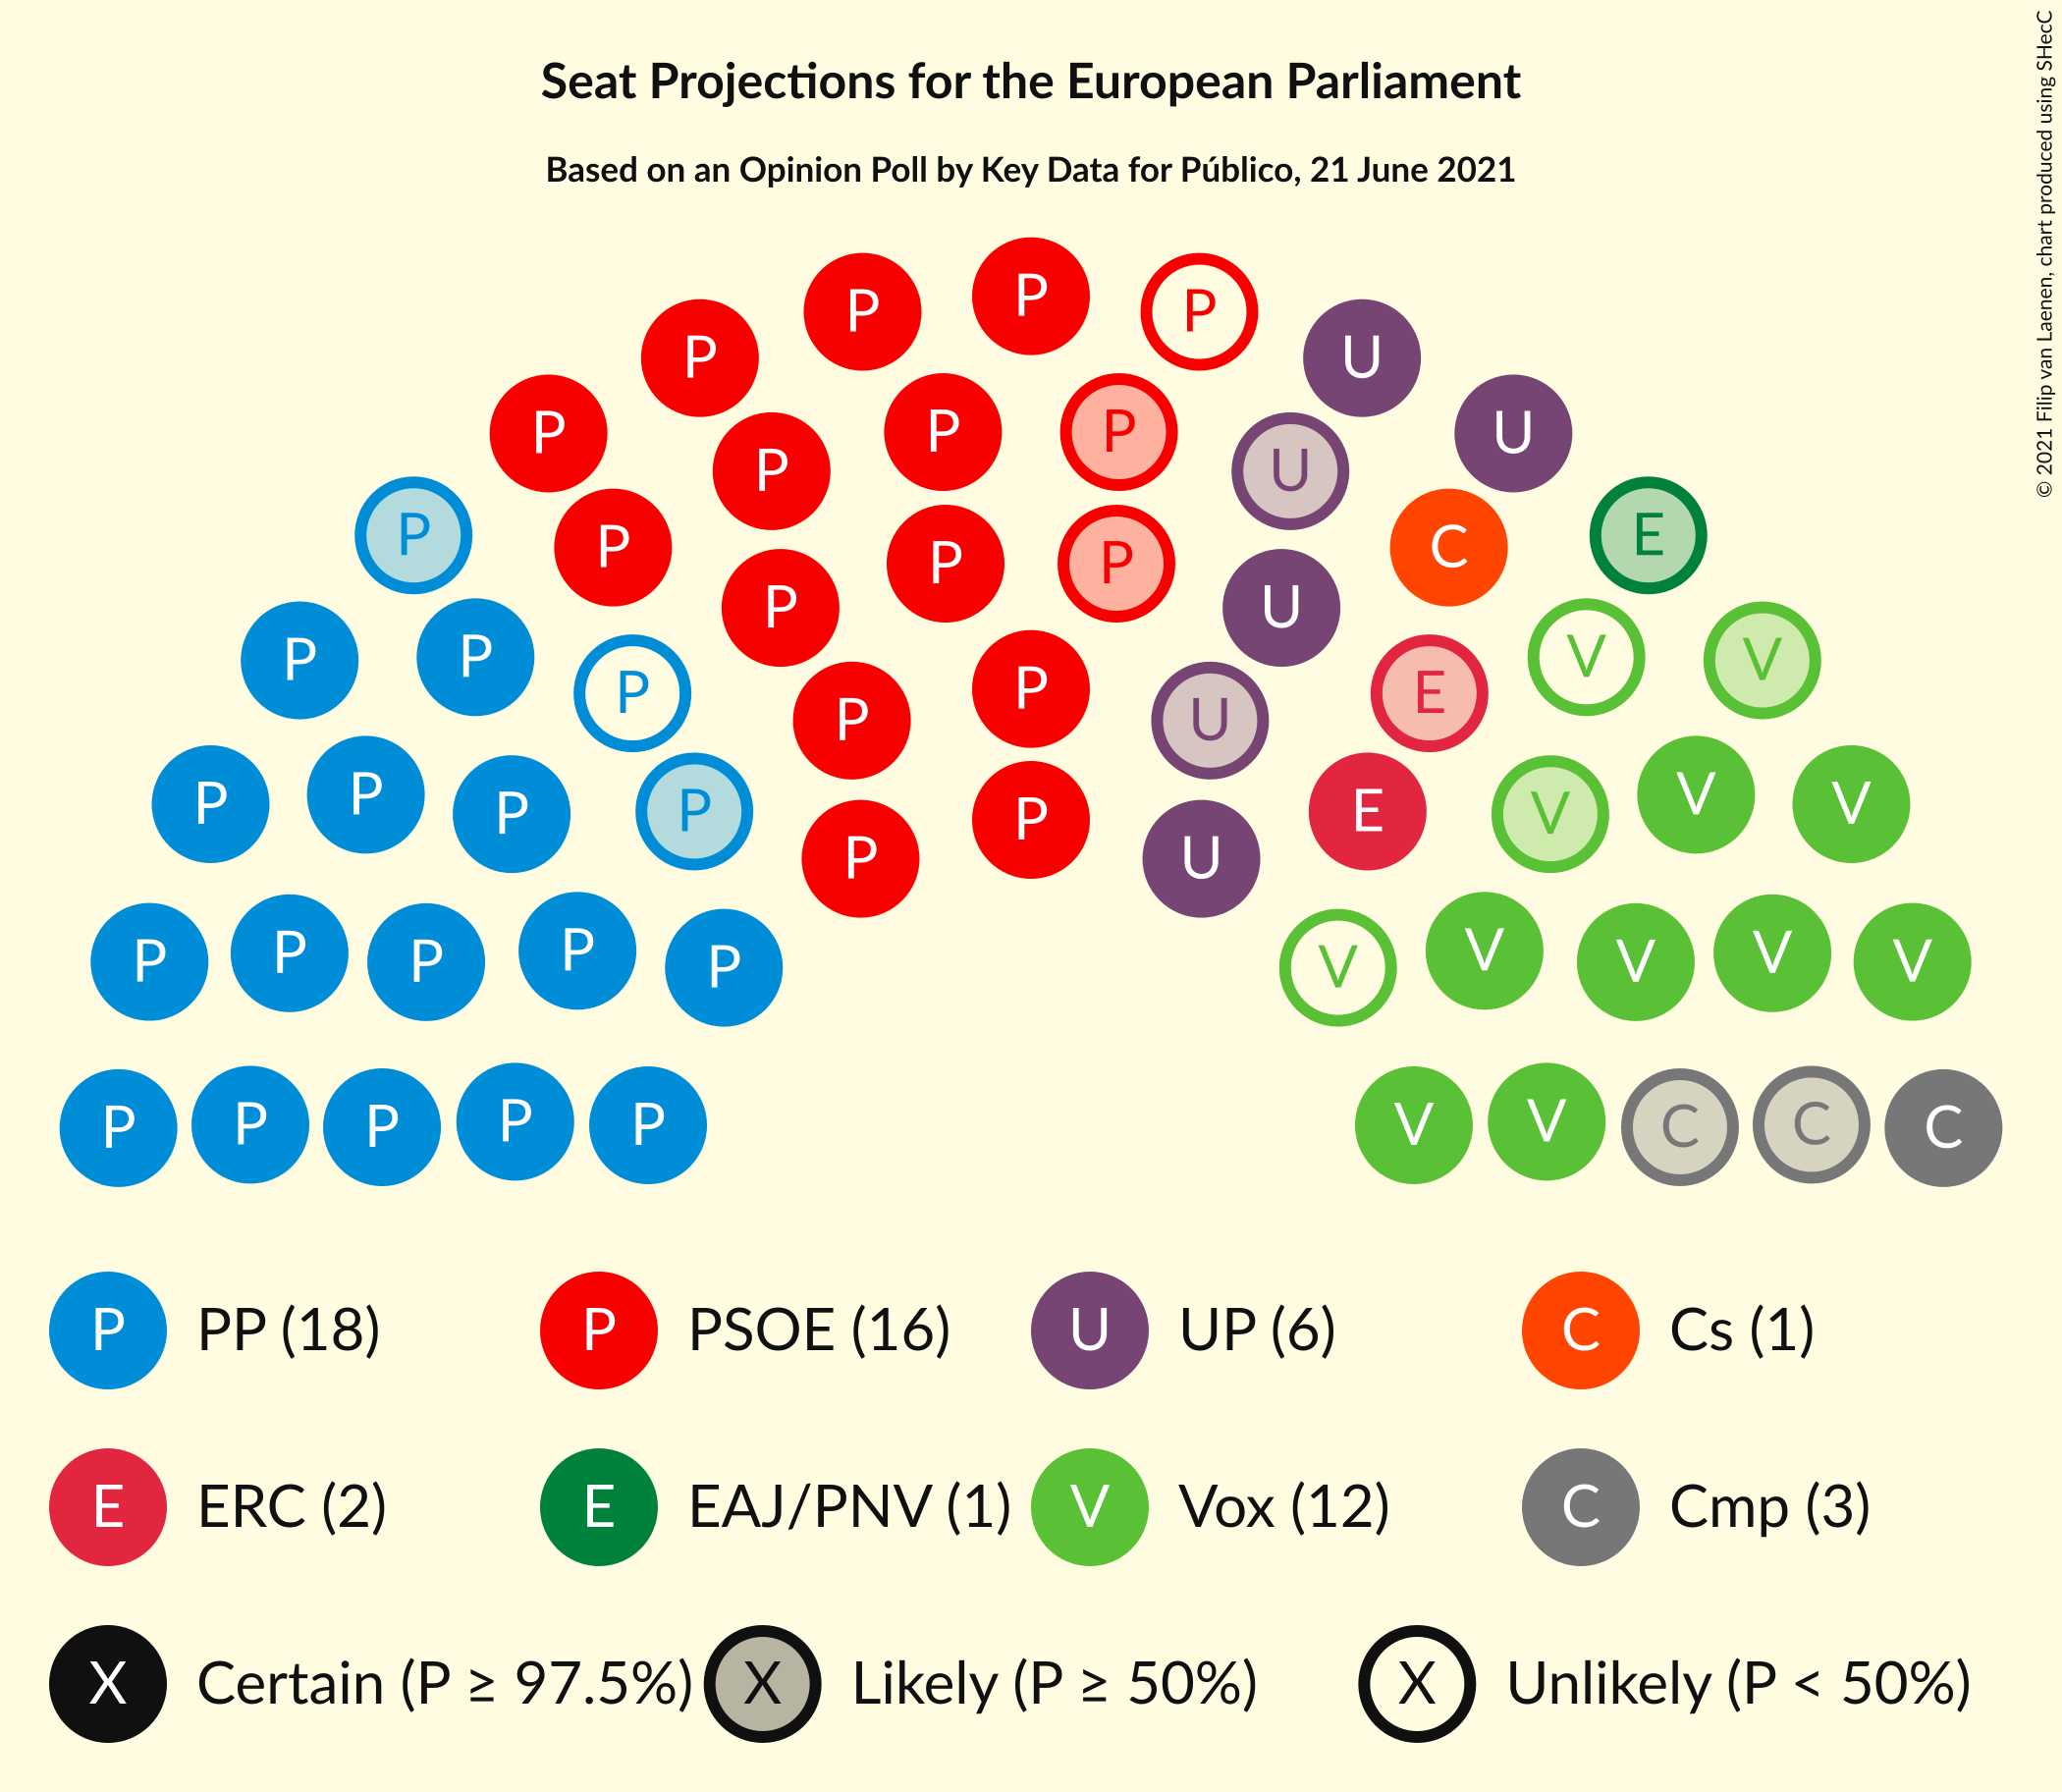 Seat Projections for the European Parliament
Based on an Opinion Poll by Key Data for Público, 21 June 2021
© 2021 Filip van Laenen, chart produced using SHecC
P
P P
P U
P P P U
P P U
P P P E
P C
P P U
P P V V
P E
P P U
P P V V
P P V
P P E
P U
P P P P P V V V V V
P P P P P V V C C C
P PP (18) P PSOE (16) U UP (6) C Cs (1)
E ERC (2) E EAJ/PNV (1) V Vox (12) C Cmp (3)
X Certain (P ≥ 97.5%) X Likely (P ≥ 50%) X Unlikely (P < 50%)